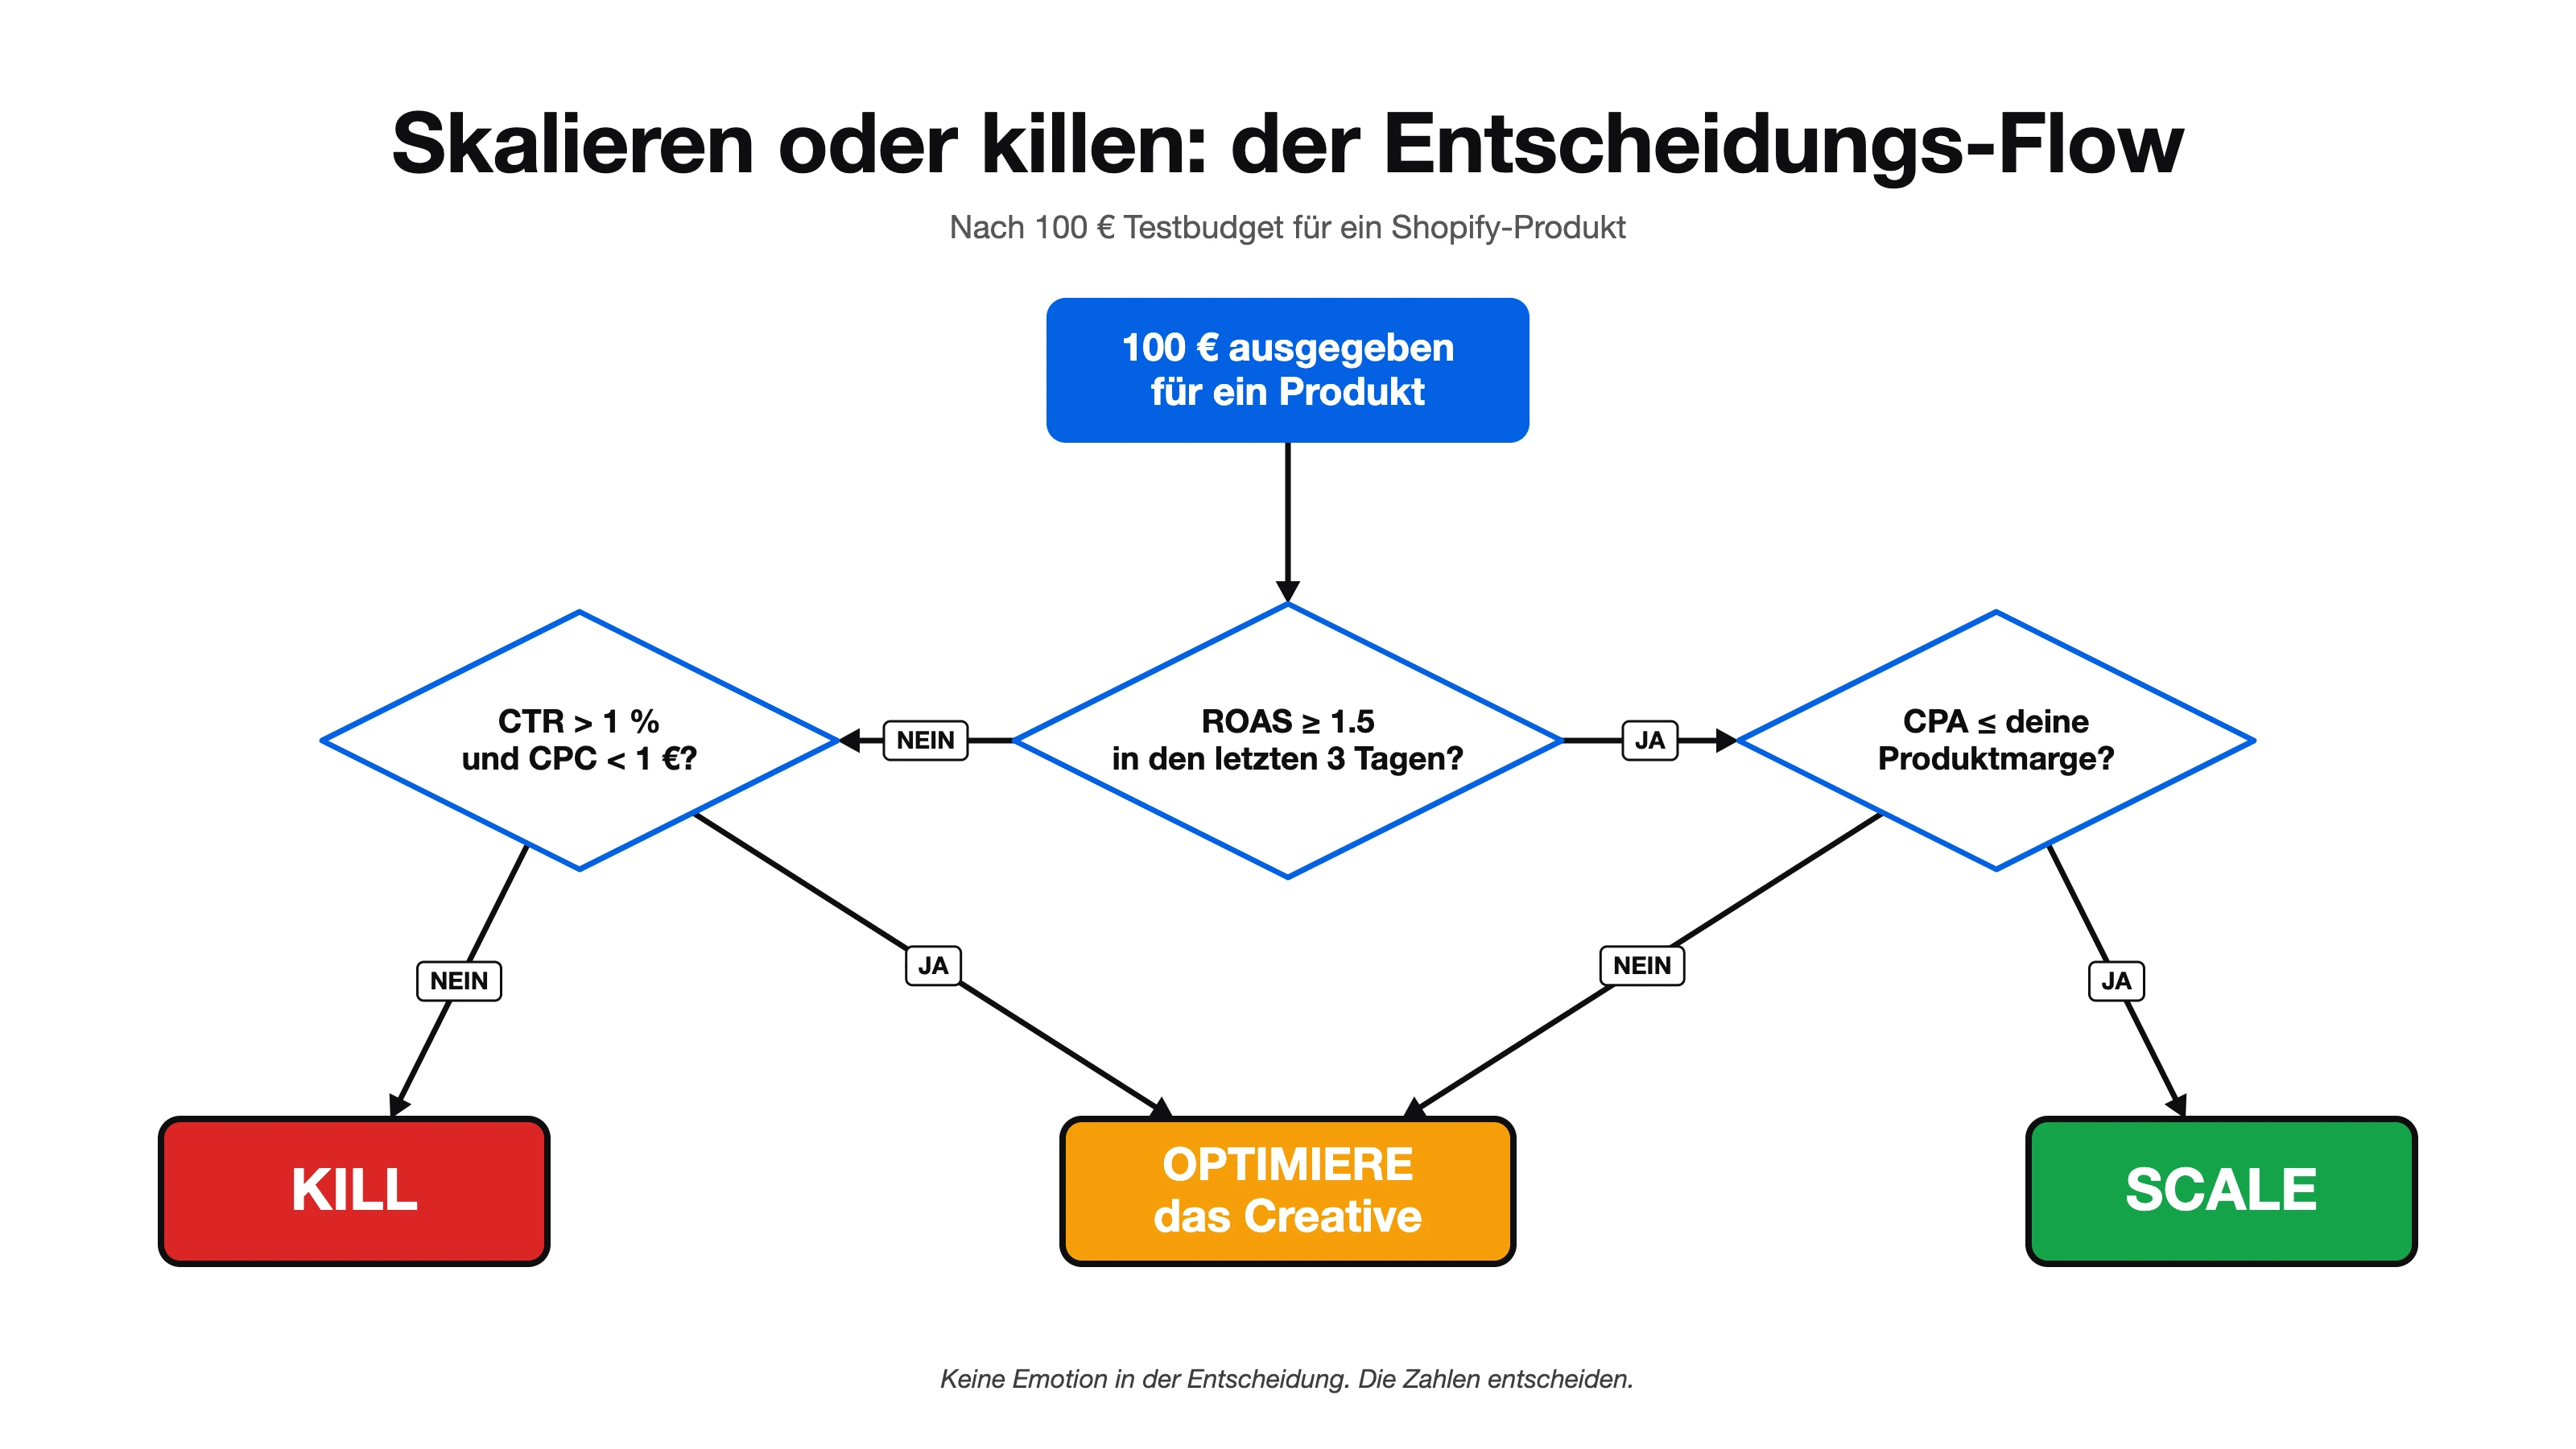 Skalieren oder killen: der Entscheidungs-Flow
Nach 100 € Testbudget für ein Shopify-Produkt
100 € ausgegeben
für ein Produkt
CTR > 1 %
und CPC < 1 €?
NEIN
ROAS ≥ 1.5
in den letzten 3 Tagen?
JA
CPA ≤ deine
Produktmarge?
NEIN
JA
NEIN
JA
KILL
OPTIMIERE
das Creative
SCALE
Keine Emotion in der Entscheidung. Die Zahlen entscheiden.